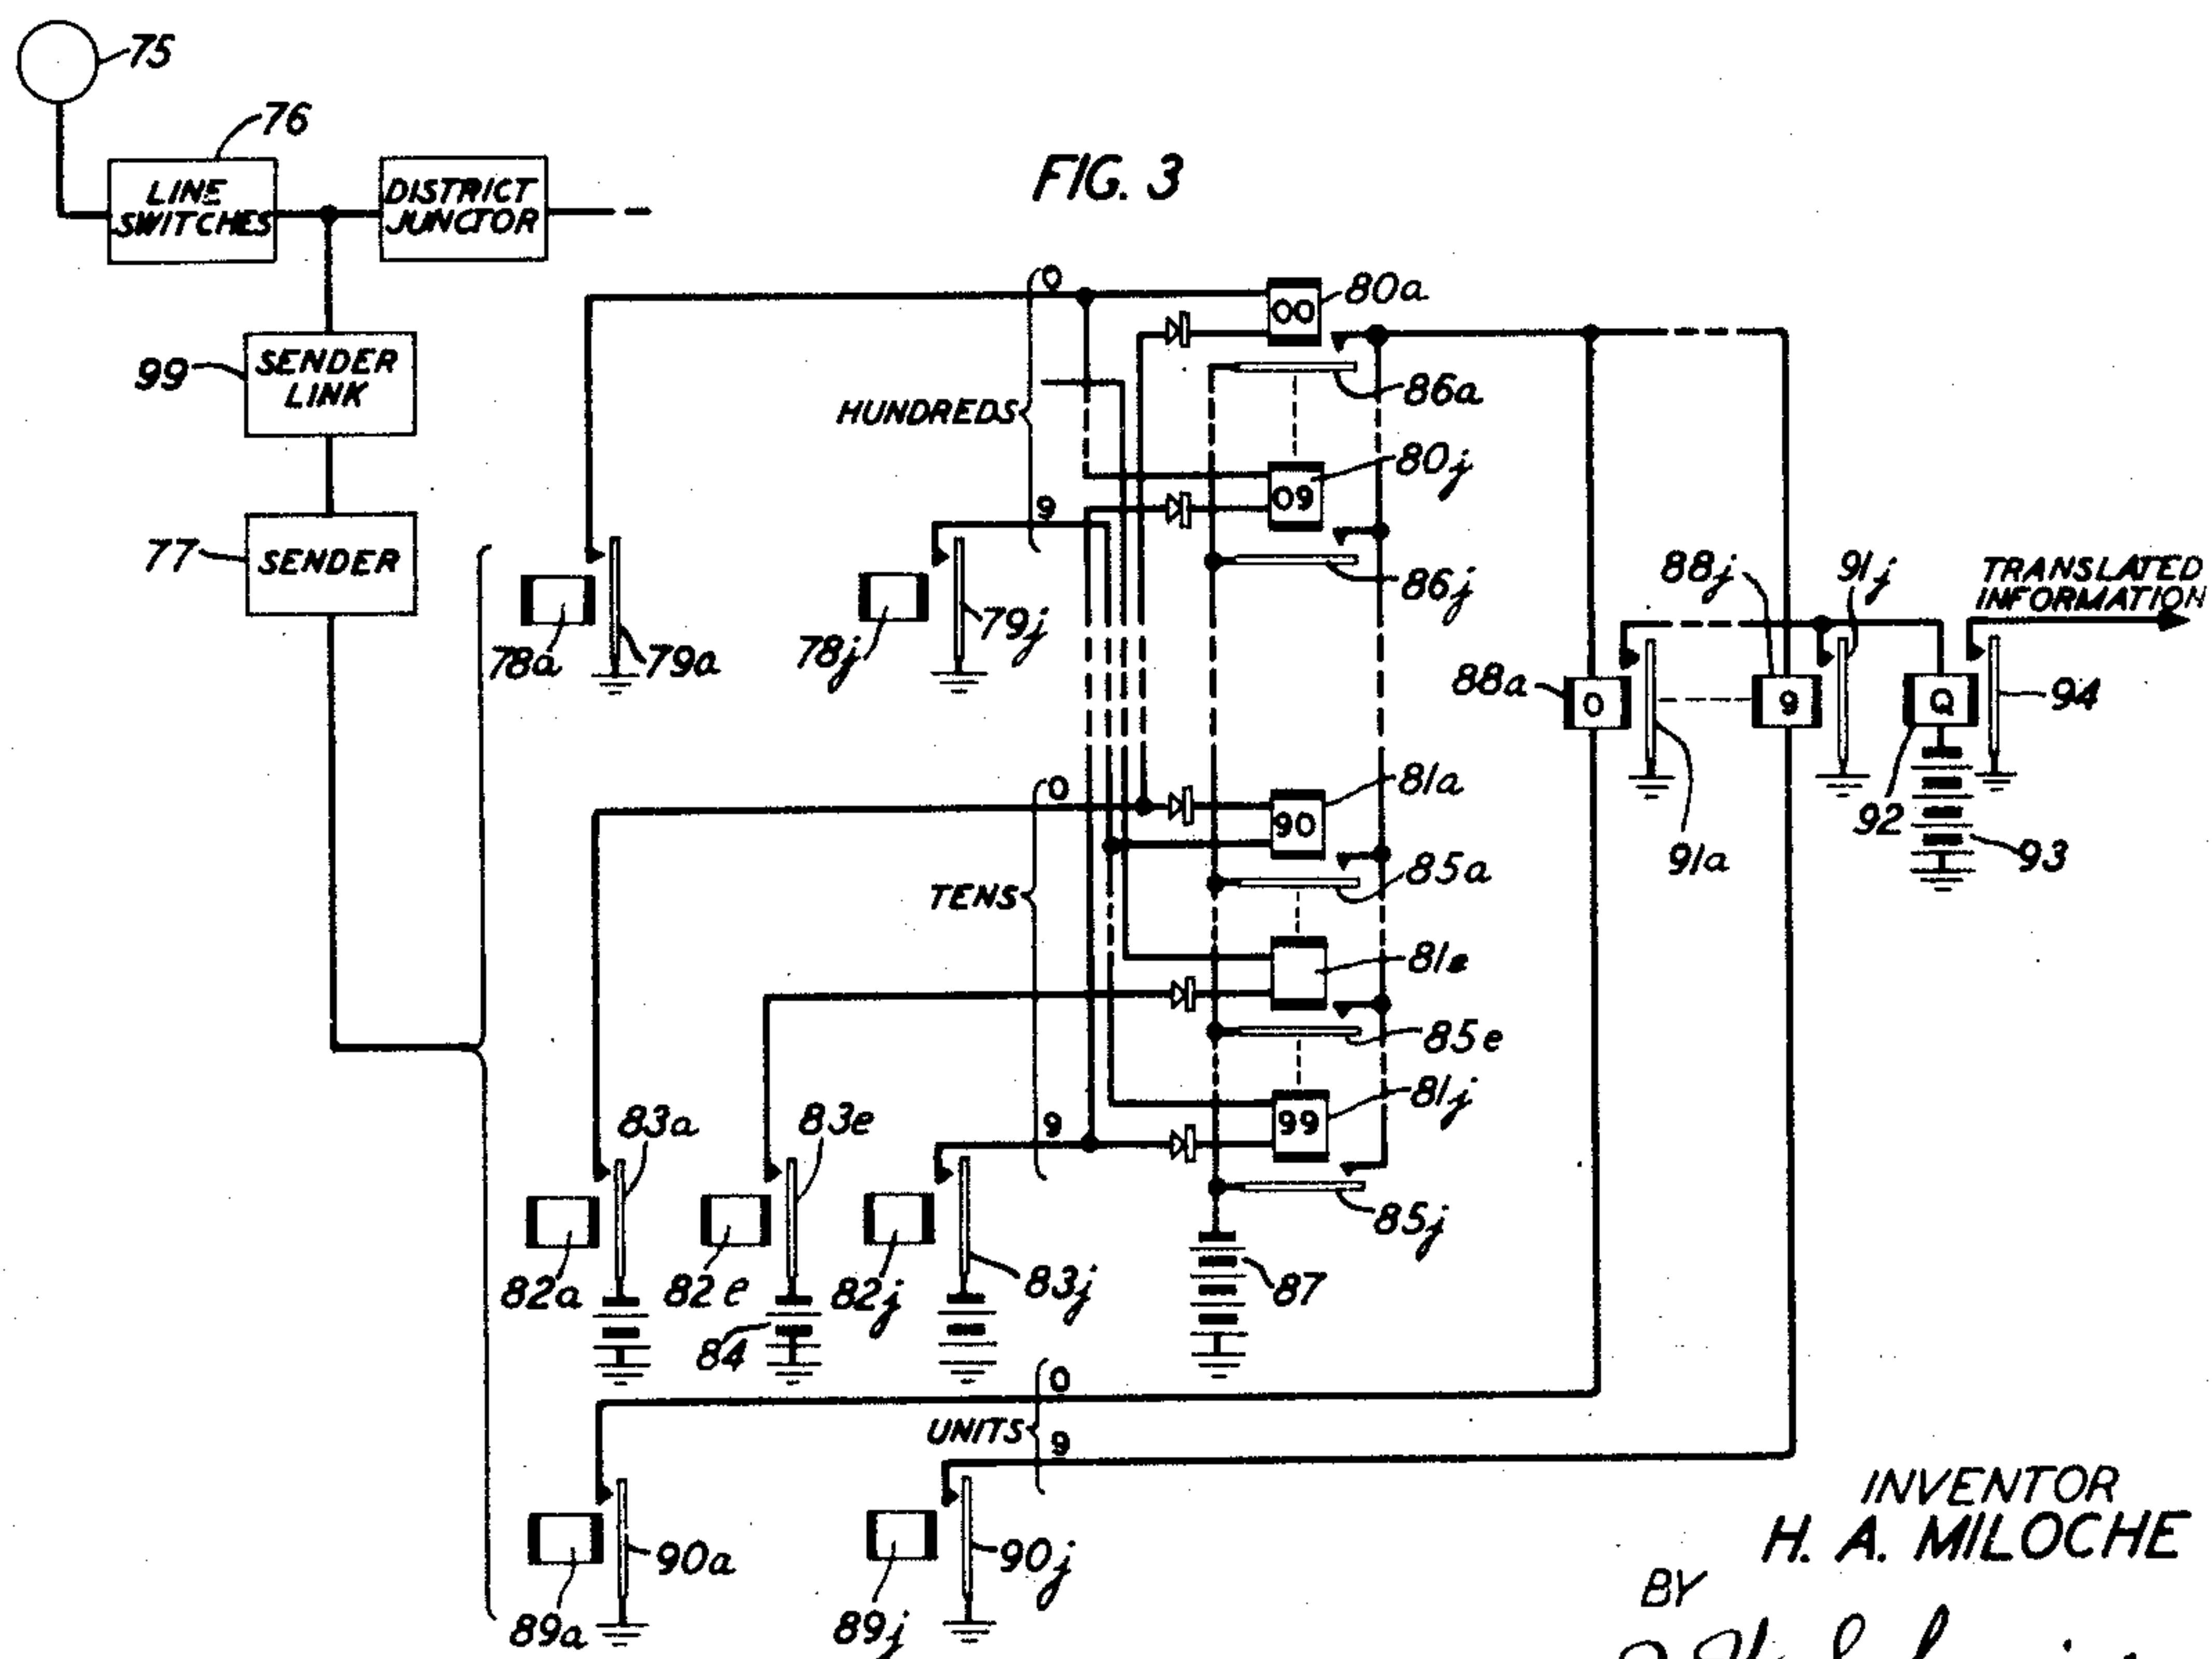 75
76
LINE SWITCHES
DISTRICT JUNCTOR
FIG. 3
99
SENDER LINK
77
SENDER
HUNDREDS
0
9
00
80a
86a
09
80j
86j
78a
79a
78j
79j
88j
91j
TRANSLATED INFORMATION
88a
0
9
Q
94
91a
92
93
TENS
0
9
90
81a
85a
81e
85e
81j
99
85j
83a
83e
82a
82e
84
82j
83j
87
UNITS
0
9
89a
90a
89j
90j
INVENTOR
H. A. MILOCHE
BY